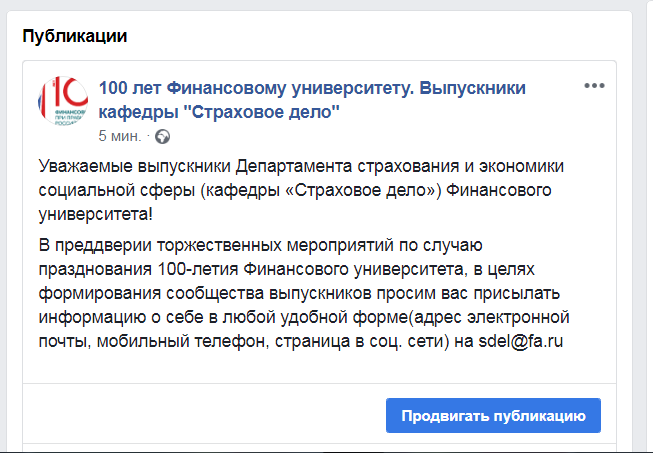 Публикации
100 лет Финансовому университету. Выпускники
кафедры "Страховое дело"
5 мин. ·
Уважаемые выпускники Департамента страхования и экономики
социальной сферы (кафедры «Страховое дело») Финансового
университета!
В преддверии торжественных мероприятий по случаю
празднования 100-летия Финансового университета, в целях
формирования сообщества выпускников просим вас присылать
информацию о себе в любой удобной форме(адрес электронной
почты, мобильный телефон, страница в соц. сети) на sdel@fa.ru
Продвигать публикацию